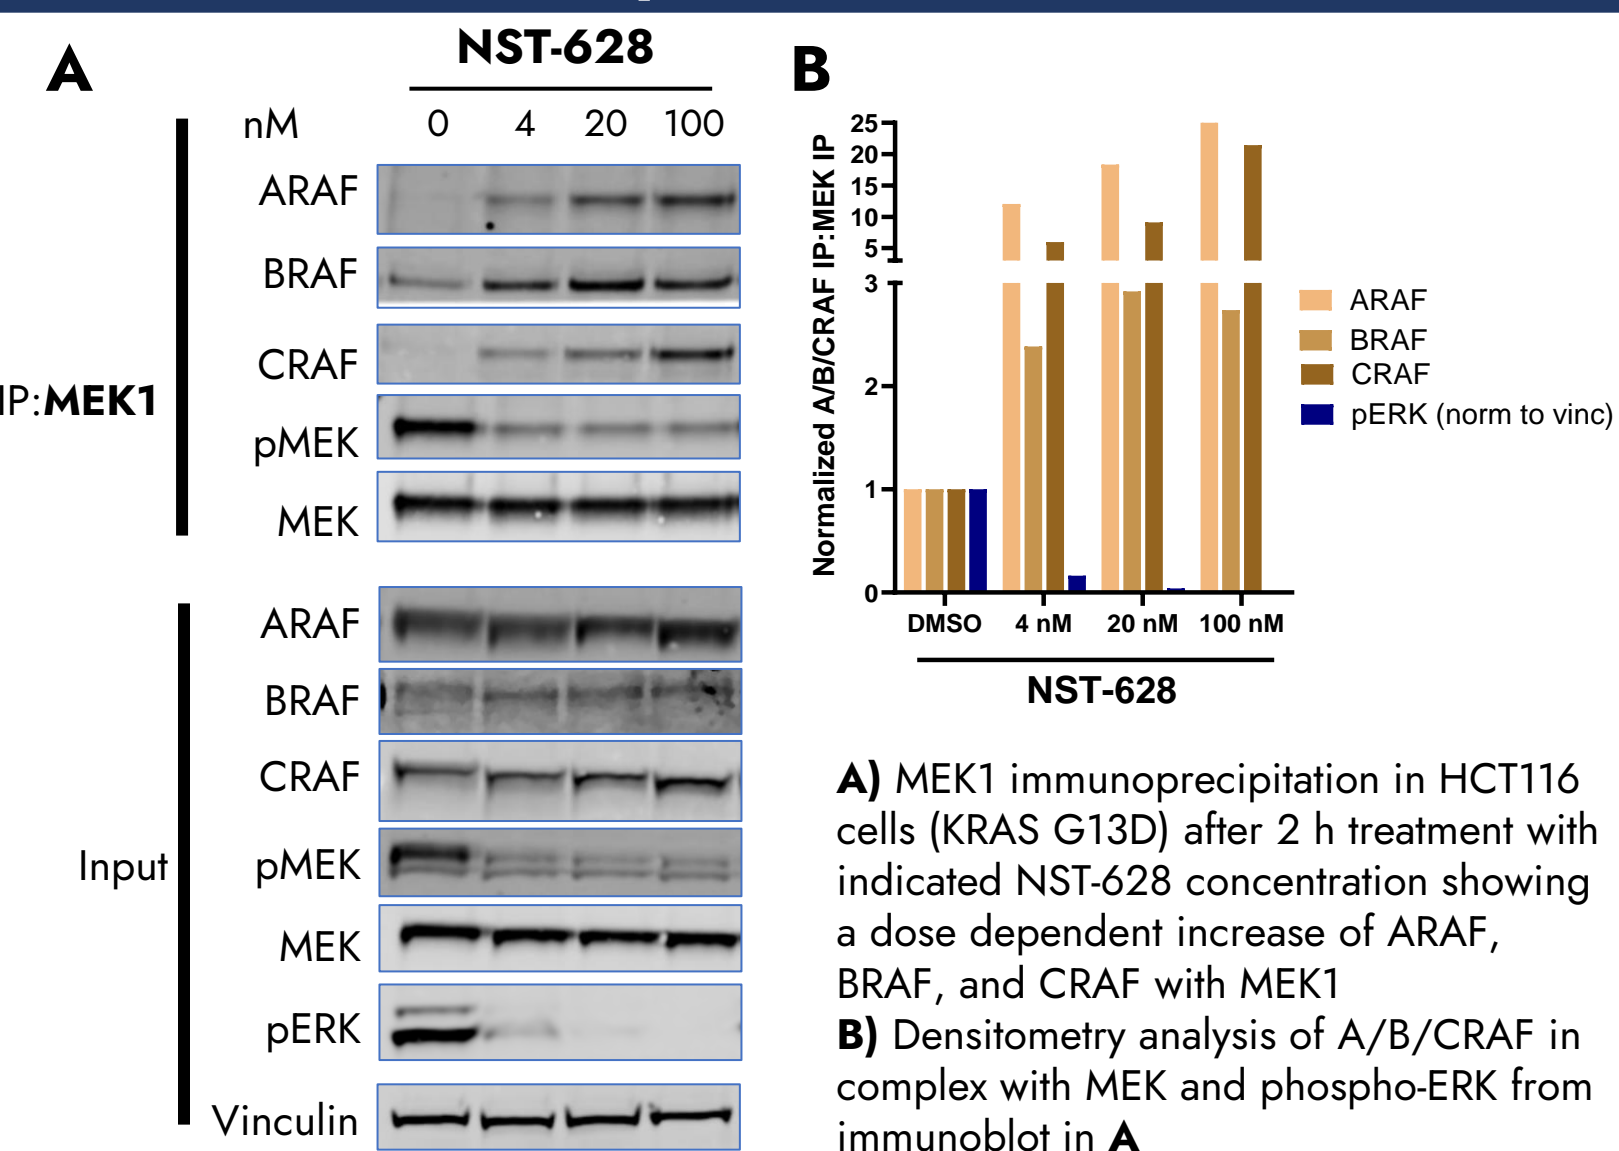 A
NST-628
nM 0 4 20 100
ARAF
BRAF
CRAF
IP:MEK1
pMEK
MEK
ARAF
BRAF
CRAF
Input
pMEK
MEK
pERK
Vinculin
B
Normalized A/B/CRAF IP:MEK IP
25
20
15
10
5
3
2
1
0
DMSO 4 nM 20 nM 100 nM
NST-628
ARAF
BRAF
CRAF
pERK (norm to vinc)
A) MEK1 immunoprecipitation in HCT116
cells (KRAS G13D) after 2 h treatment with
indicated NST-628 concentration showing
a dose dependent increase of ARAF,
BRAF, and CRAF with MEK1
B) Densitometry analysis of A/B/CRAF in
complex with MEK and phospho-ERK from
immunoblot in A